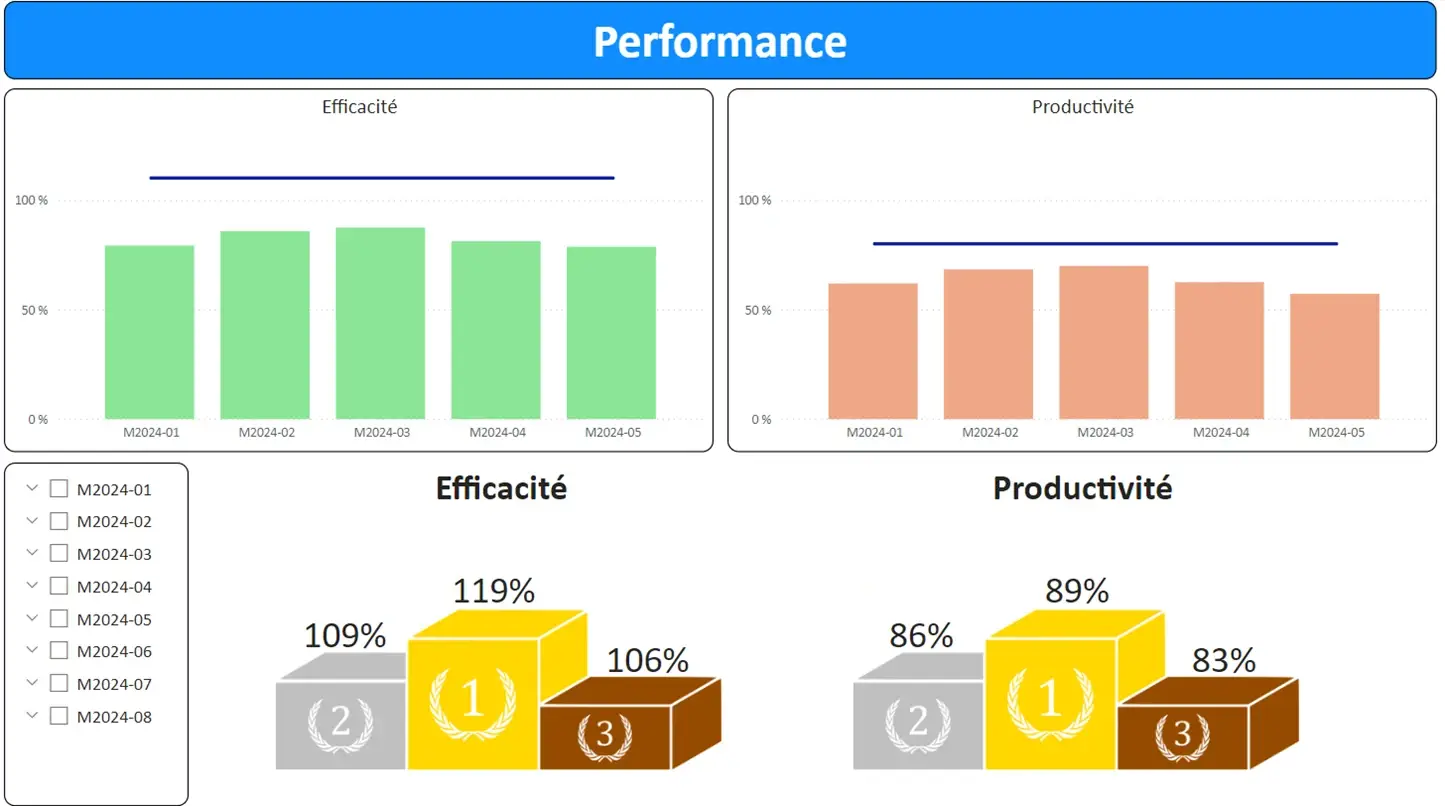 Performance
Efficacité
100 %
50 %
0 %
M2024-01 M2024-02 M2024-03 M2024-04 M2024-05
Productivité
100 %
50 %
0 %
M2024-01 M2024-02 M2024-03 M2024-04 M2024-05
M2024-01
M2024-02
M2024-03
M2024-04
M2024-05
M2024-06
M2024-07
M2024-08
Efficacité
119%
109%
106%
1
2
3
Productivité
89%
86%
83%
1
2
3